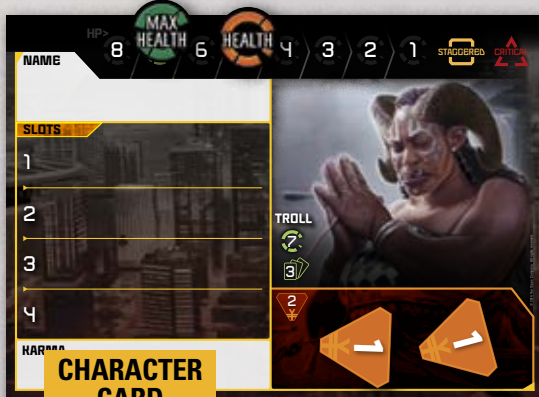 HP> 8 MAX HEALTH 6 HEALTH 4 3 2 1 STAGGERED CRITICAL
NAME
SLOTS
1
2
3
4
TROLL
7
3
2 ¥
¥ 1 ¥ 1
KARMA
CHARACTER
CARD